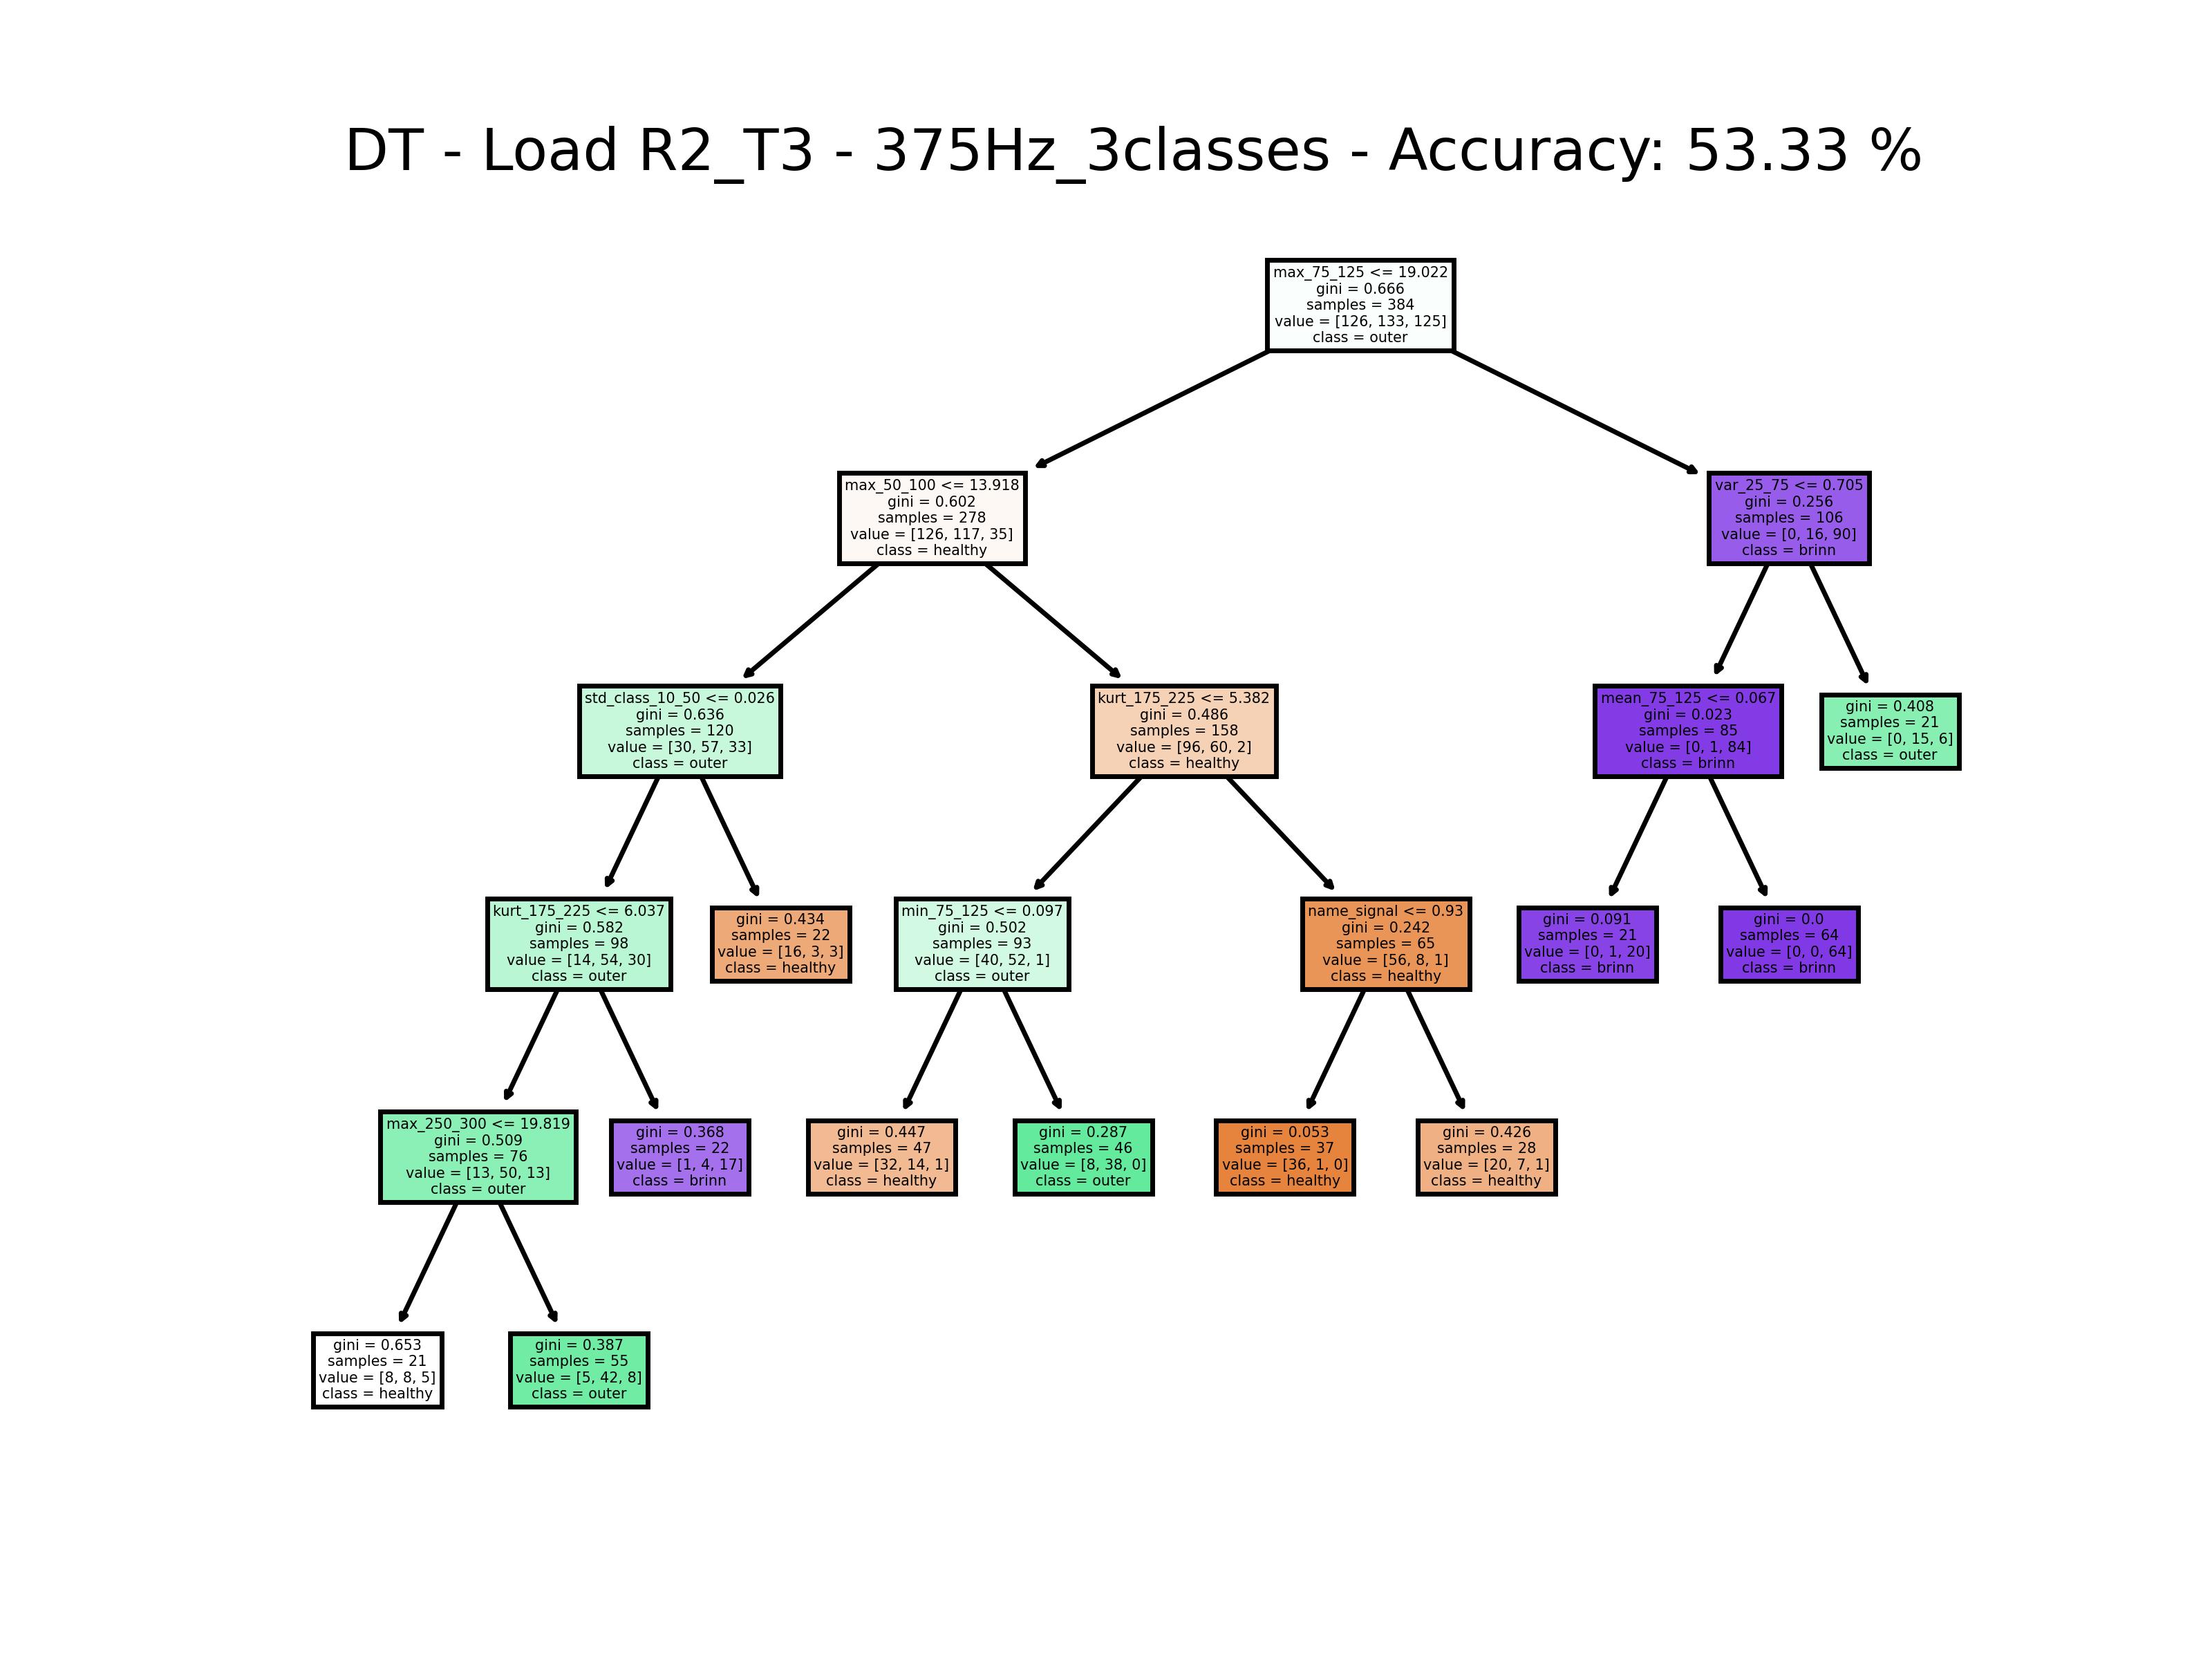 DT - Load R2_T3 - 375Hz_3classes - Accuracy: 53.33 %
max_75_125 <= 19.022
gini = 0.666
samples = 384
value = [126, 133, 125]
class = outer
max_50_100 <= 13.918
gini = 0.602
samples = 278
value = [126, 117, 35]
class = healthy
var_25_75 <= 0.705
gini = 0.256
samples = 106
value = [0, 16, 90]
class = brinn
std_class_10_50 <= 0.026
gini = 0.636
samples = 120
value = [30, 57, 33]
class = outer
kurt_175_225 <= 5.382
gini = 0.486
samples = 158
value = [96, 60, 2]
class = healthy
mean_75_125 <= 0.067
gini = 0.023
samples = 85
value = [0, 1, 84]
class = brinn
gini = 0.408
samples = 21
value = [0, 15, 6]
class = outer
kurt_175_225 <= 6.037
gini = 0.582
samples = 98
value = [14, 54, 30]
class = outer
gini = 0.434
samples = 22
value = [16, 3, 3]
class = healthy
min_75_125 <= 0.097
gini = 0.502
samples = 93
value = [40, 52, 1]
class = outer
name_signal <= 0.93
gini = 0.242
samples = 65
value = [56, 8, 1]
class = healthy
gini = 0.091
samples = 21
value = [0, 1, 20]
class = brinn
gini = 0.0
samples = 64
value = [0, 0, 64]
class = brinn
max_250_300 <= 19.819
gini = 0.509
samples = 76
value = [13, 50, 13]
class = outer
gini = 0.368
samples = 22
value = [1, 4, 17]
class = brinn
gini = 0.447
samples = 47
value = [32, 14, 1]
class = healthy
gini = 0.287
samples = 46
value = [8, 38, 0]
class = outer
gini = 0.053
samples = 37
value = [36, 1, 0]
class = healthy
gini = 0.426
samples = 28
value = [20, 7, 1]
class = healthy
gini = 0.653
samples = 21
value = [8, 8, 5]
class = healthy
gini = 0.387
samples = 55
value = [5, 42, 8]
class = outer